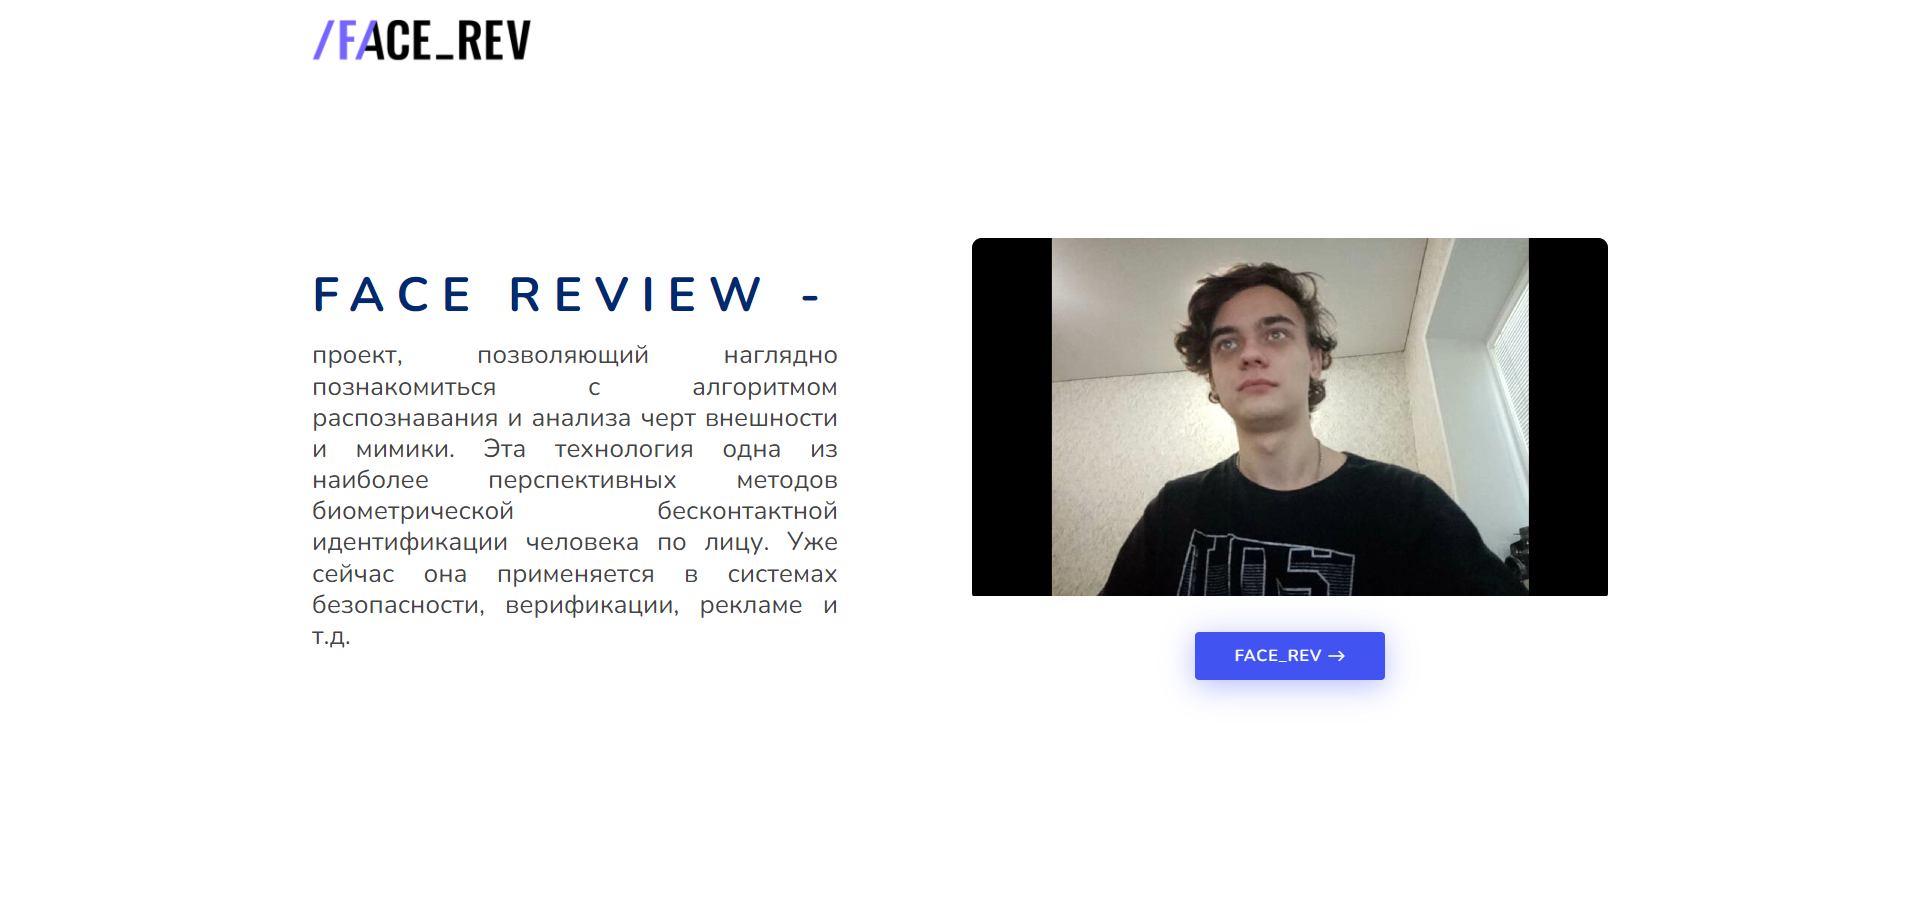 /FACE_REV
FACE REVIEW -
проект, позволяющий наглядно
познакомиться с алгоритмом
распознавания и анализа черт внешности
и мимики. Эта технология одна из
наиболее перспективных методов
биометрической бесконтактной
идентификации человека по лицу. Уже
сейчас она применяется в системах
безопасности, верификации, рекламе и
т.д.
FACE_REV →